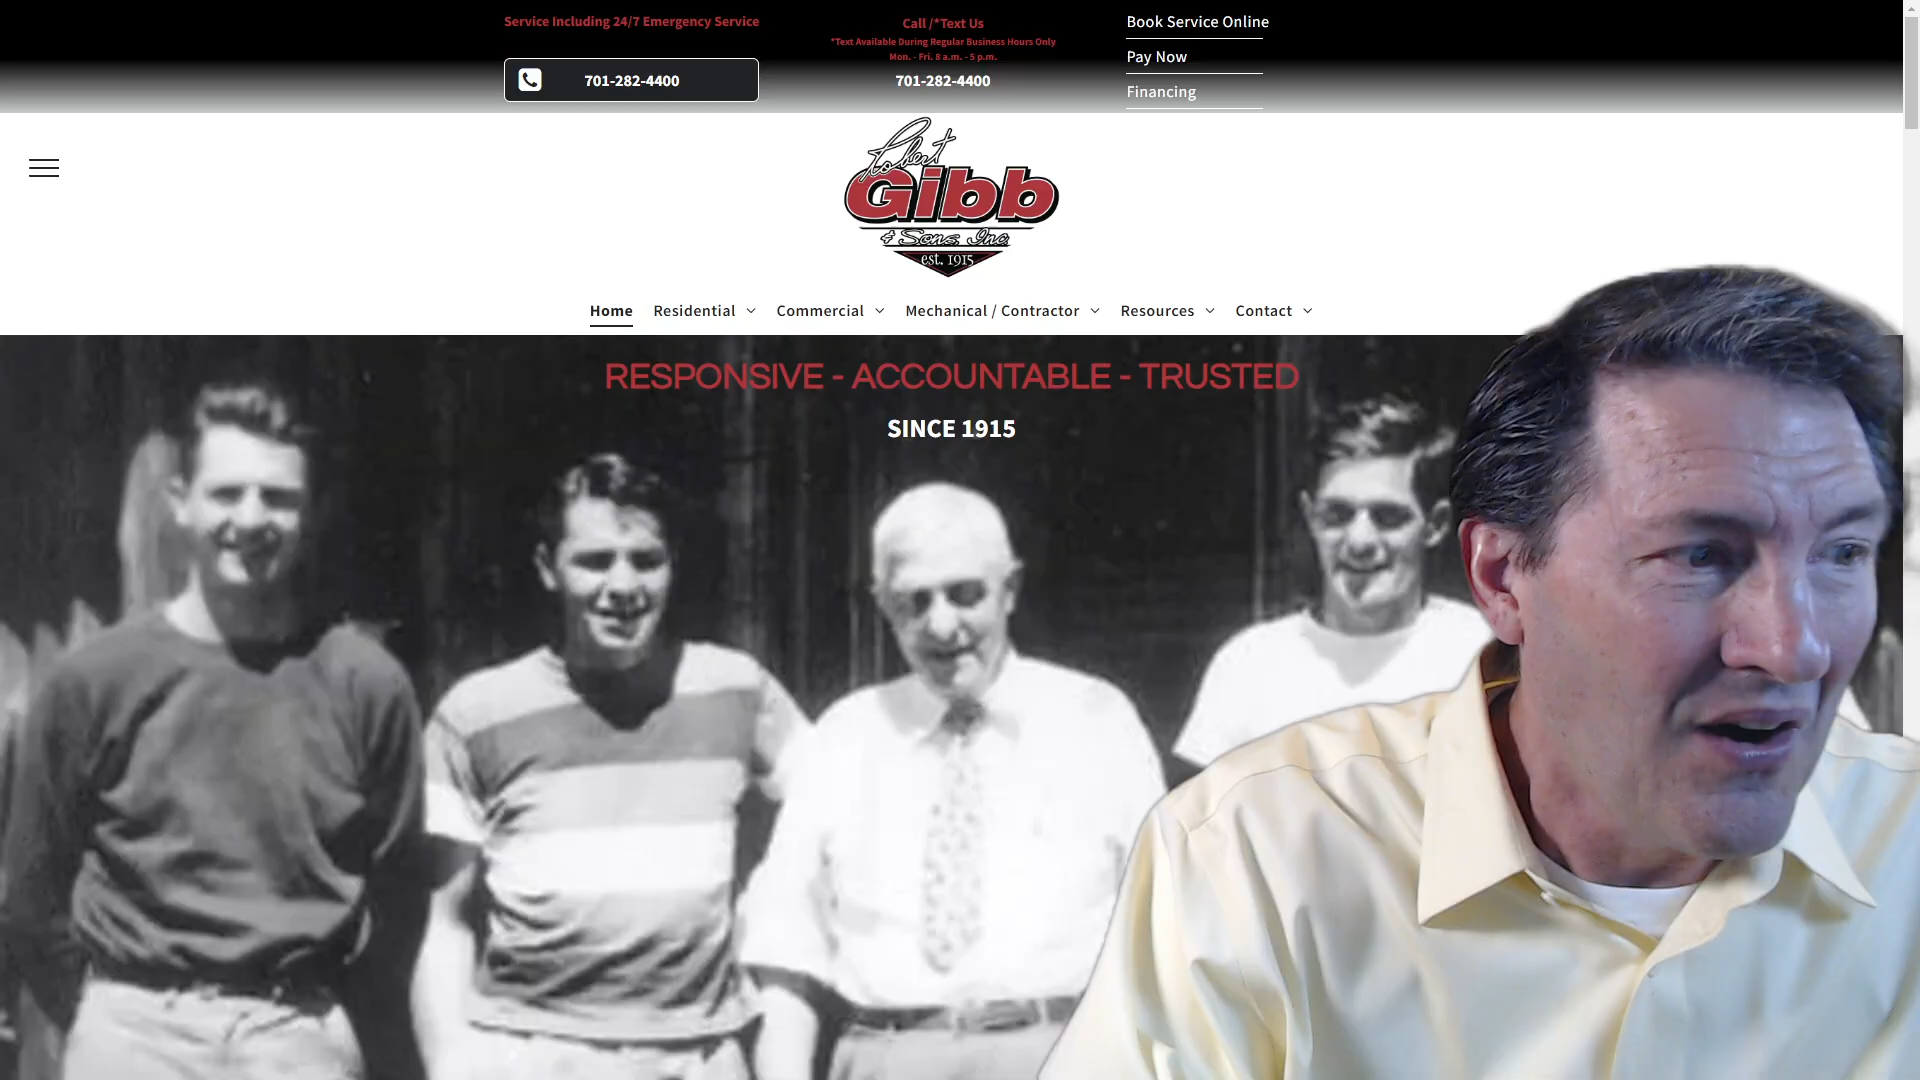 Service Including 24/7 Emergency Service
701-282-4400
Call /*Text Us
*Text Available During Regular Business Hours Only
Mon. - Fri. 8 a.m. - 5 p.m.
701-282-4400
Book Service Online
Pay Now
Financing
Robert
Gibb
& Sons, Inc.
est. 1915
Home Residential Commercial Mechanical / Contractor Resources Contact
RESPONSIVE - ACCOUNTABLE - TRUSTED
SINCE 1915